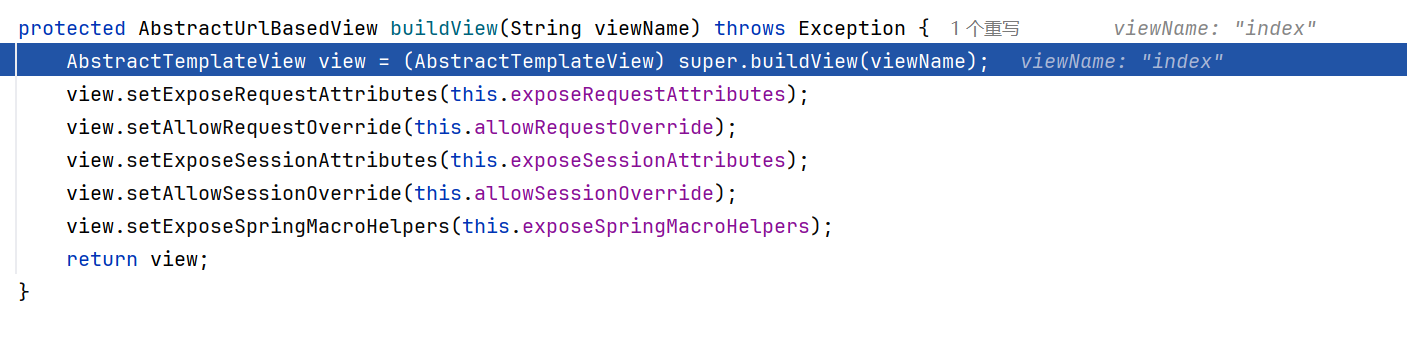 protected AbstractUrlBasedView buildView(String viewName) throws Exception { 1个重写 viewName: "index"
AbstractTemplateView view = (AbstractTemplateView) super.buildView(viewName); viewName: "index"
view.setExposeRequestAttributes(this.exposeRequestAttributes);
view.setAllowRequestOverride(this.allowRequestOverride);
view.setExposeSessionAttributes(this.exposeSessionAttributes);
view.setAllowSessionOverride(this.allowSessionOverride);
view.setExposeSpringMacroHelpers(this.exposeSpringMacroHelpers);
return view;
}